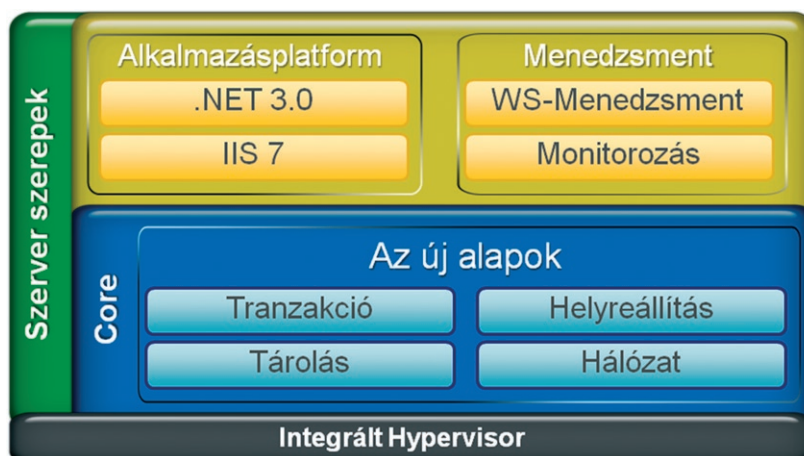 Szerver szerepek
Alkalmazásplatform
.NET 3.0
IIS 7
Menedzsment
WS-Menedzsment
Monitorozás
Core
Az új alapok
Tranzakció
Helyreállítás
Tárolás
Hálózat
Integrált Hypervisor